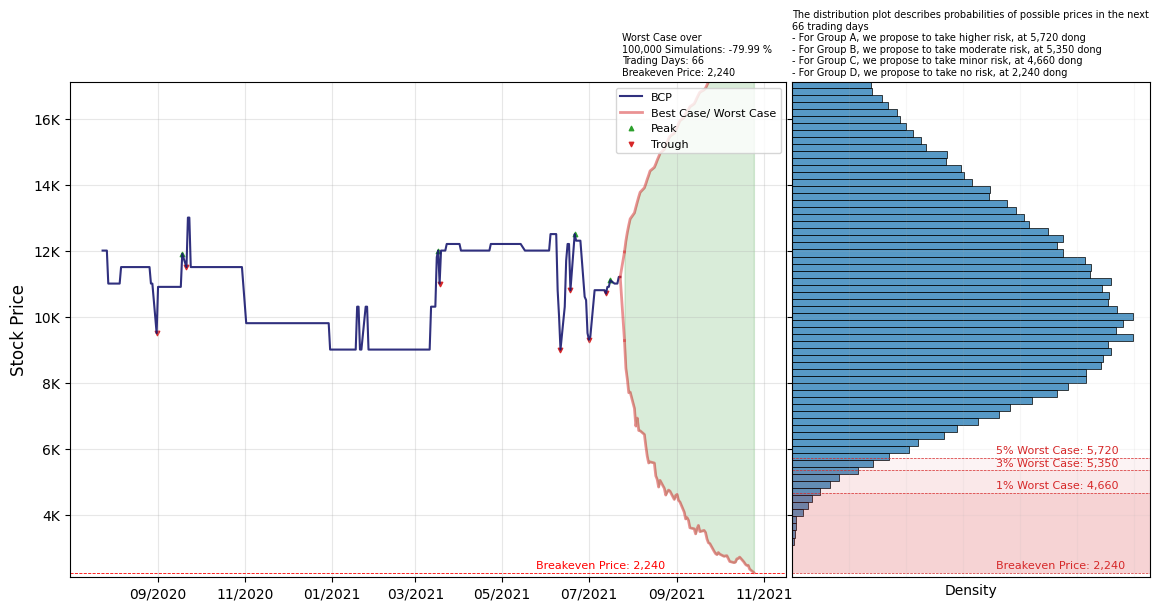 The distribution plot describes probabilities of possible prices in the next
66 trading days
- For Group A, we propose to take higher risk, at 5,720 dong
- For Group B, we propose to take moderate risk, at 5,350 dong
- For Group C, we propose to take minor risk, at 4,660 dong
- For Group D, we propose to take no risk, at 2,240 dong
Worst Case over
100,000 Simulations: -79.99 %
Trading Days: 66
Breakeven Price: 2,240
BCP
Best Case/ Worst Case
Peak
Trough
Stock Price
16K
14K
12K
10K
8K
6K
4K
Breakeven Price: 2,240
09/2020
11/2020
01/2021
03/2021
05/2021
07/2021
09/2021
11/2021
5% Worst Case: 5,720
3% Worst Case: 5,350
1% Worst Case: 4,660
Breakeven Price: 2,240
Density